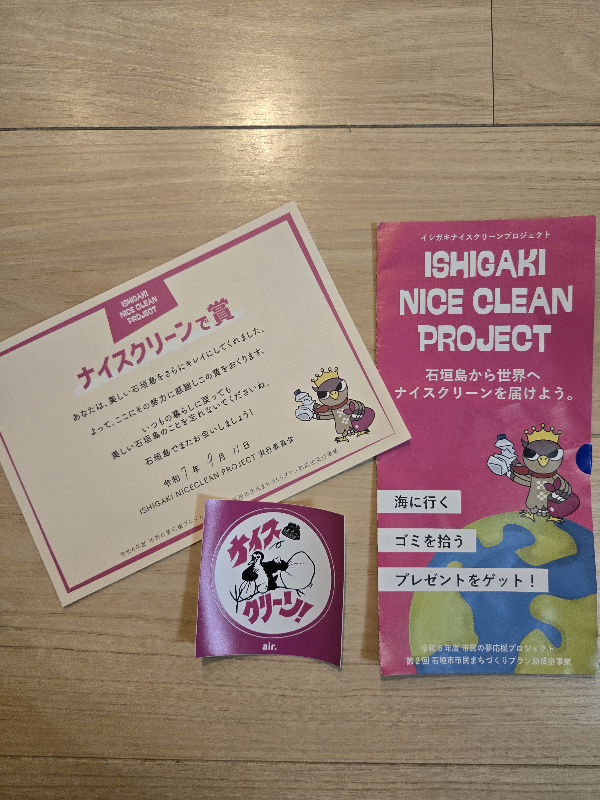 ISHIGAKI
NICE CLEAN
PROJECT
ナイスクリーンで賞
あなたは、美しい石垣島をさらにキレイにしてくれました。
よって、ここにその努力に感謝しこの賞をおくります。
いつもの暮らしに戻っても
美しい石垣島のことを忘れないでくださいね。
石垣島でまたお会いしましょう!
令和7年9月11日
ISHIGAKI NICECLEAN PROJECT 実行委員会
ナイス
クリーン!
air.
イシガキナイスクリーンプロジェクト
ISHIGAKI
NICE CLEAN
PROJECT
石垣島から世界へ
ナイスクリーンを届けよう。
海に行く
ゴミを拾う
プレゼントをゲット!
令和6年度 市民の夢応援プロジェクト
第2回 石垣市市民まちづくりプラン助成金事業